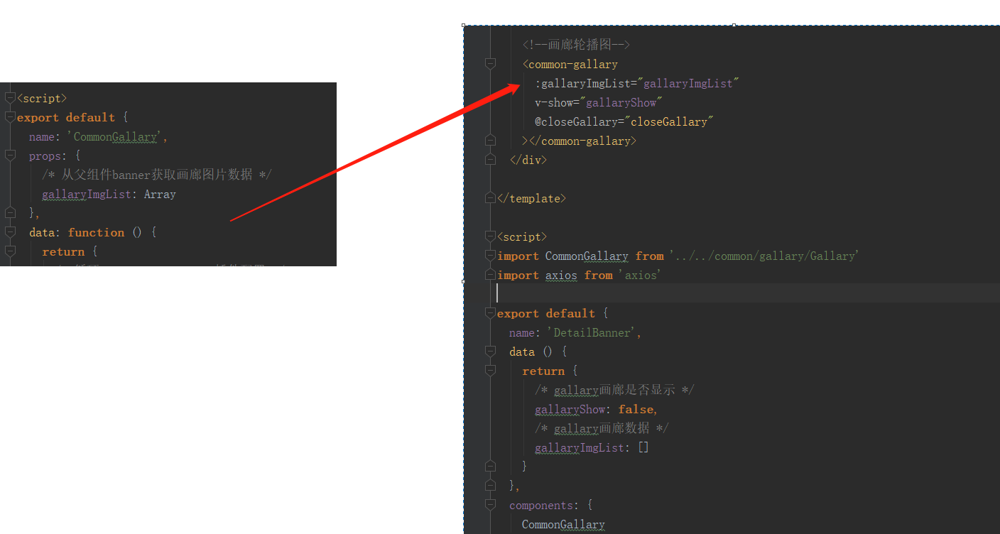 <script>
export default {
name: 'CommonGallary',
props: {
/* 从父组件banner获取画廊图片数据 */
gallaryImgList: Array
},
data: function () {
return {
<!--画廊轮播图-->
<common-gallary
:gallaryImgList="gallaryImgList"
v-show="gallaryShow"
@closeGallary="closeGallary"
></common-gallary>
</div>
</template>
<script>
import CommonGallary from '../../common/gallary/Gallary'
import axios from 'axios'
export default {
name: 'DetailBanner',
data () {
return {
/* gallary画廊是否显示 */
gallaryShow: false,
/* gallary画廊数据 */
gallaryImgList: []
}
},
components: {
CommonGallary